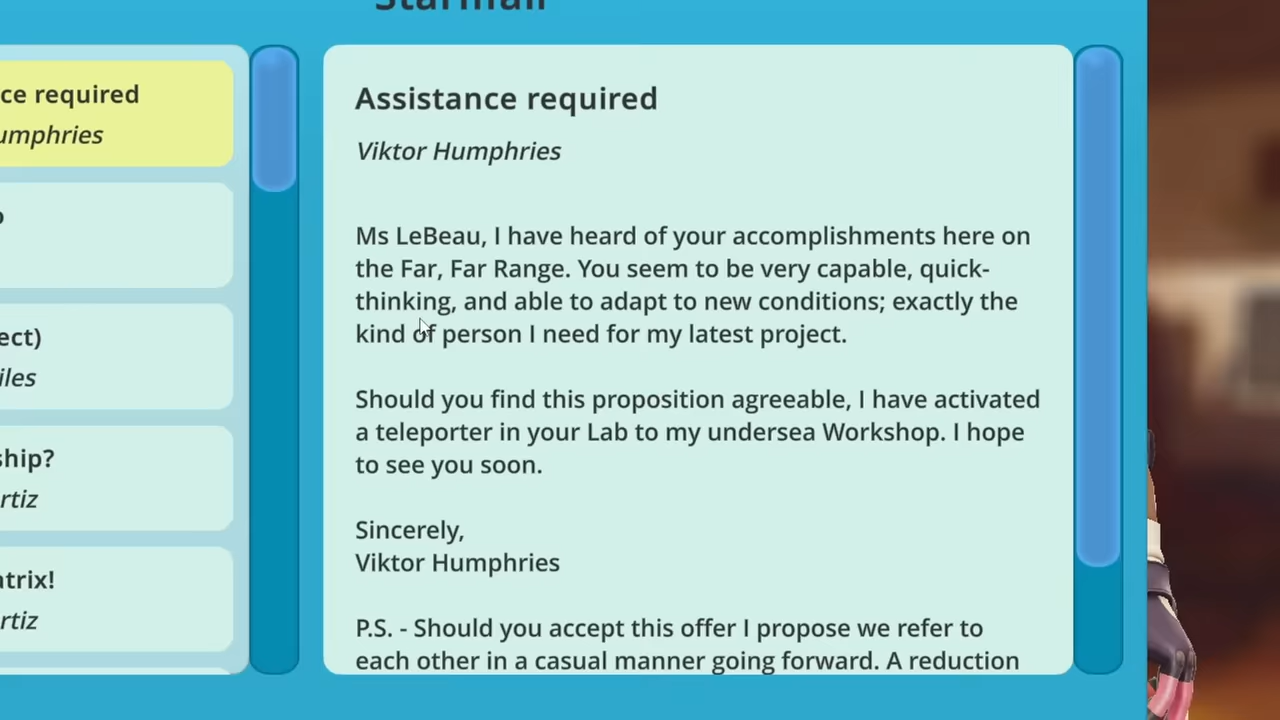 Starmail
ce required
umphries
ect)
iles
ship?
rtiz
atrix!
rtiz
Assistance required
Viktor Humphries
Ms LeBeau, I have heard of your accomplishments here on
the Far, Far Range. You seem to be very capable, quick-
thinking, and able to adapt to new conditions; exactly the
kind of person I need for my latest project.
Should you find this proposition agreeable, I have activated
a teleporter in your Lab to my undersea Workshop. I hope
to see you soon.
Sincerely,
Viktor Humphries
P.S. - Should you accept this offer I propose we refer to
each other in a casual manner going forward. A reduction